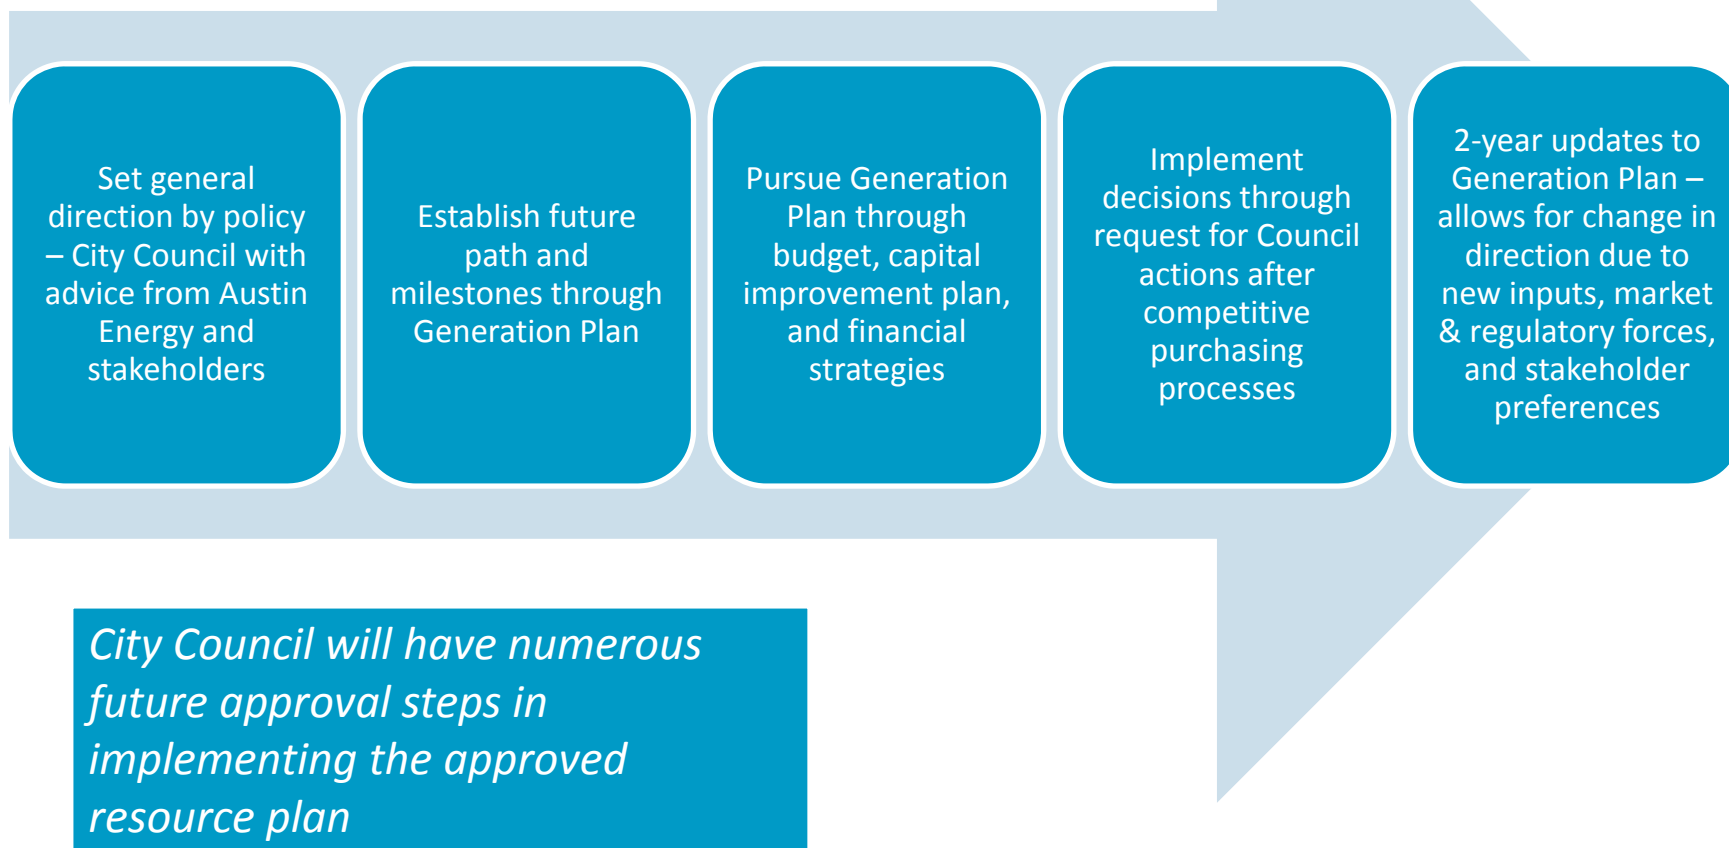 Set general
direction by policy
– City Council with
advice from Austin
Energy and
stakeholders
Establish future
path and
milestones through
Generation Plan
Pursue Generation
Plan through
budget, capital
improvement plan,
and financial
strategies
Implement
decisions through
request for Council
actions after
competitive
purchasing
processes
2-year updates to
Generation Plan –
allows for change in
direction due to
new inputs, market
& regulatory forces,
and stakeholder
preferences
City Council will have numerous
future approval steps in
implementing the approved
resource plan